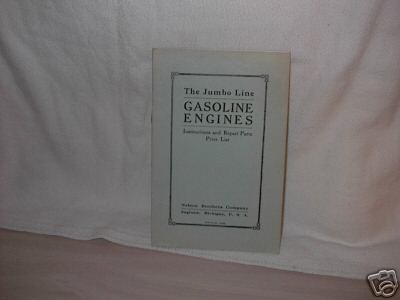 The Jumbo Line
GASOLINE
ENGINES
Instructions and Repair Parts
Price List
Nelson Brothers Company
Saginaw, Michigan, U. S. A.